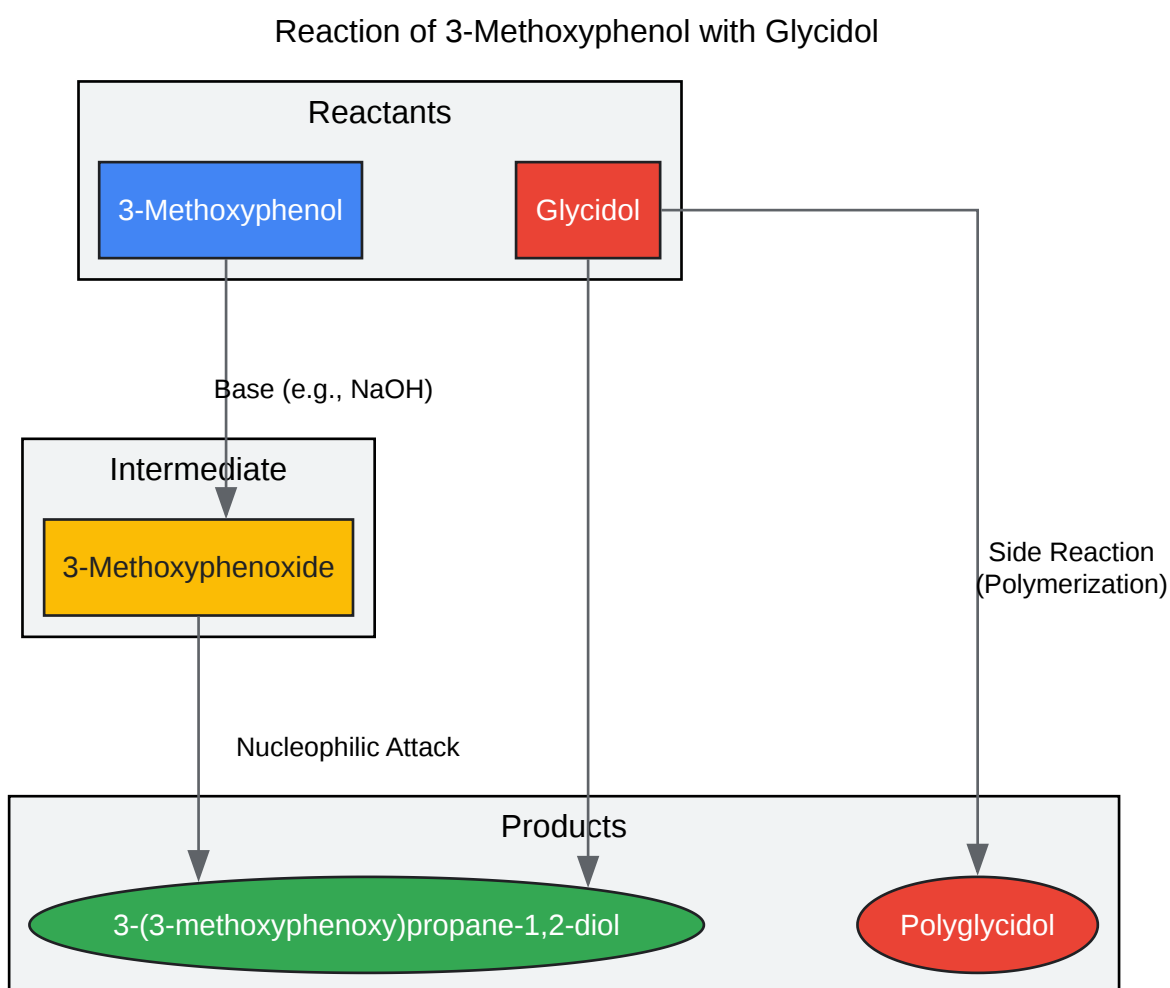 Reaction of 3-Methoxyphenol with Glycidol
Reactants
3-Methoxyphenol
Glycidol
Base (e.g., NaOH)
Intermediate
3-Methoxyphenoxide
Side Reaction
(Polymerization)
Nucleophilic Attack
Products
3-(3-methoxyphenoxy)propane-1,2-diol
Polyglycidol